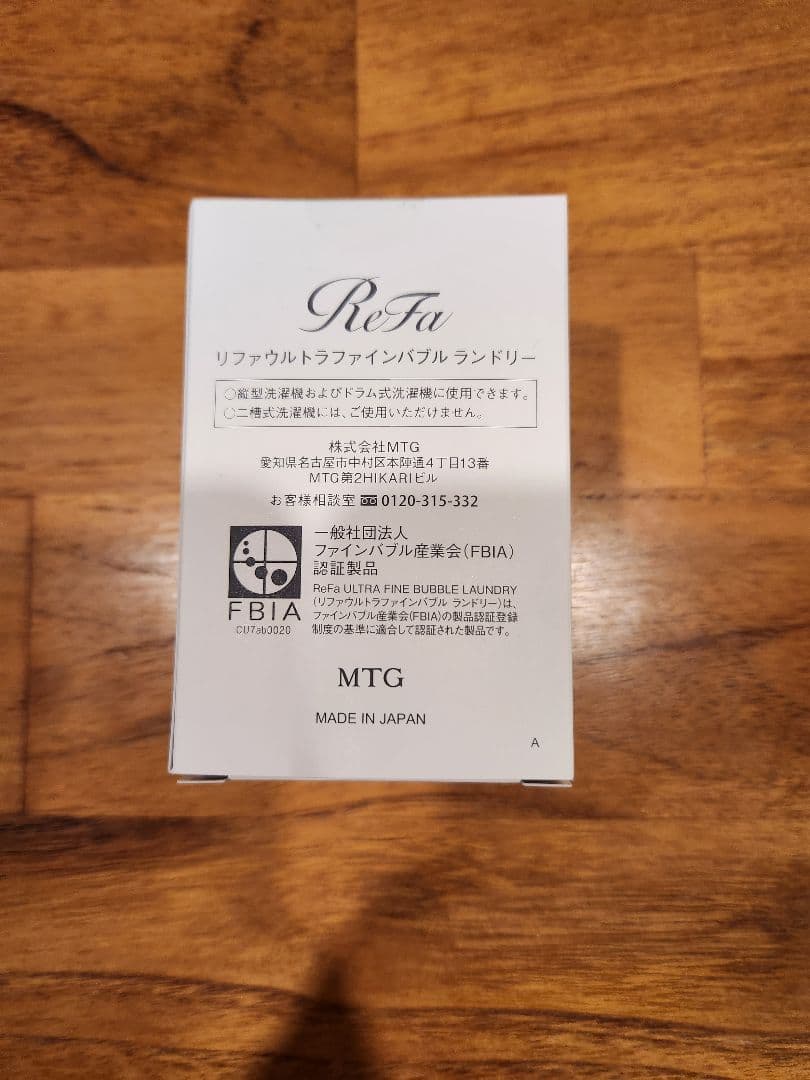 ReFa
リファウルトラファインバブル ランドリー
○縦型洗濯機およびドラム式洗濯機に使用できます。
○二槽式洗濯機には、ご使用いただけません。
株式会社MTG
愛知県名古屋市中村区本陣通4丁目13番
MTG第2HIKARIビル
お客様相談室 0120-315-332
一般社団法人
ファインバブル産業会(FBIA)
認証製品
FBIA
CU7ab0020
ReFa ULTRA FINE BUBBLE LAUNDRY
(リファウルトラファインバブル ランドリー)は、
ファインバブル産業会(FBIA)の製品認証登録
制度の基準に適合して認証された製品です。
MTG
MADE IN JAPAN
A